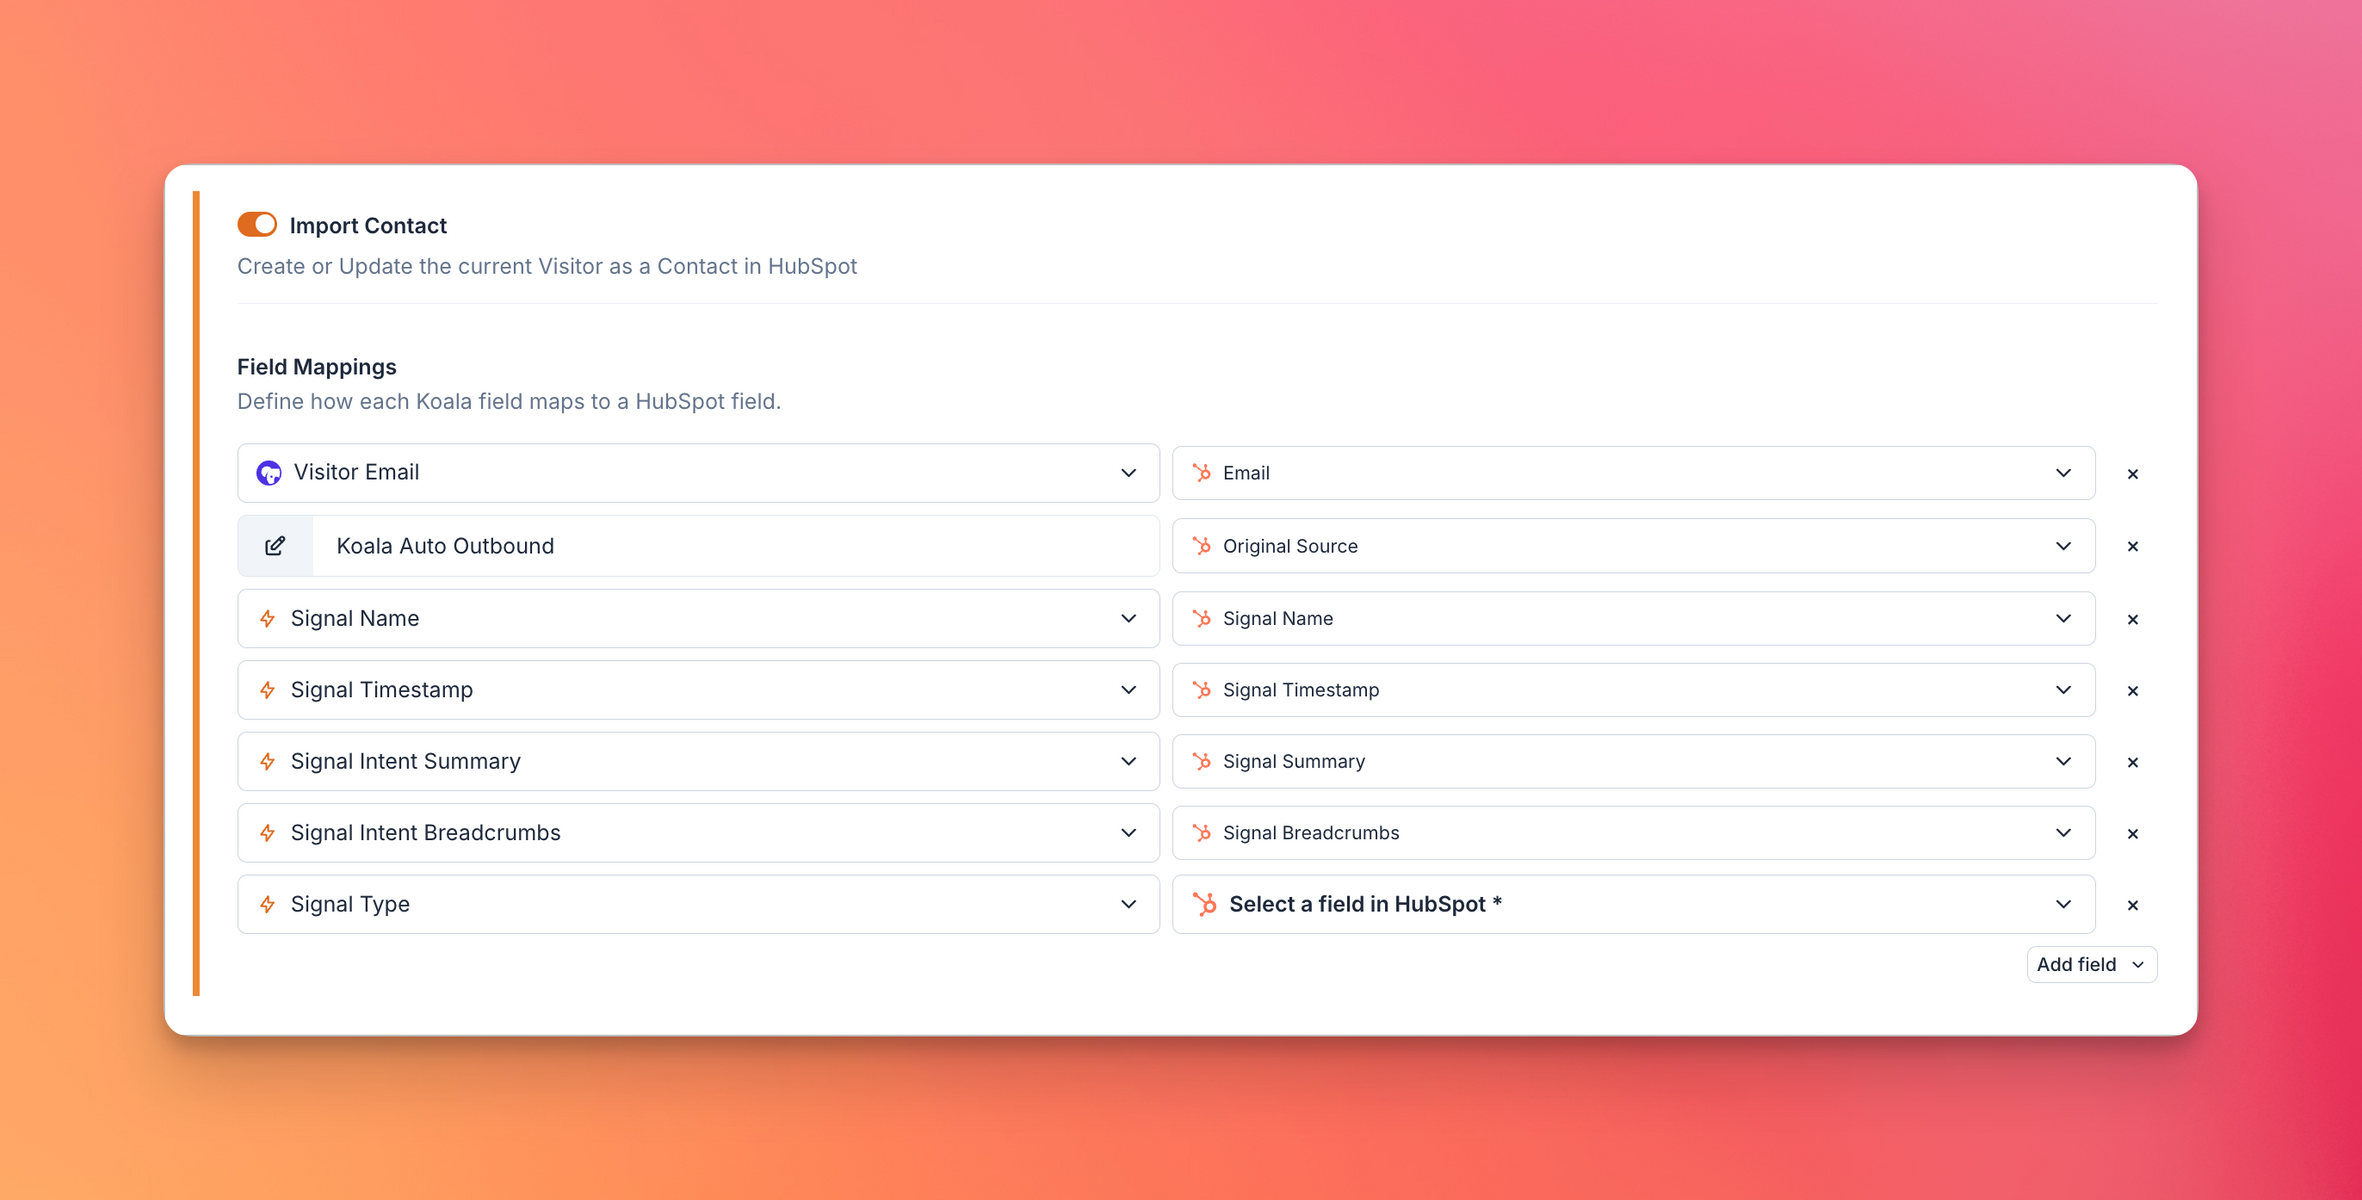 Import Contact
Create or Update the current Visitor as a Contact in HubSpot
Field Mappings
Define how each Koala field maps to a HubSpot field.
Visitor Email
Email
Koala Auto Outbound
Original Source
Signal Name
Signal Name
Signal Timestamp
Signal Timestamp
Signal Intent Summary
Signal Summary
Signal Intent Breadcrumbs
Signal Breadcrumbs
Signal Type
Select a field in HubSpot *
Add field